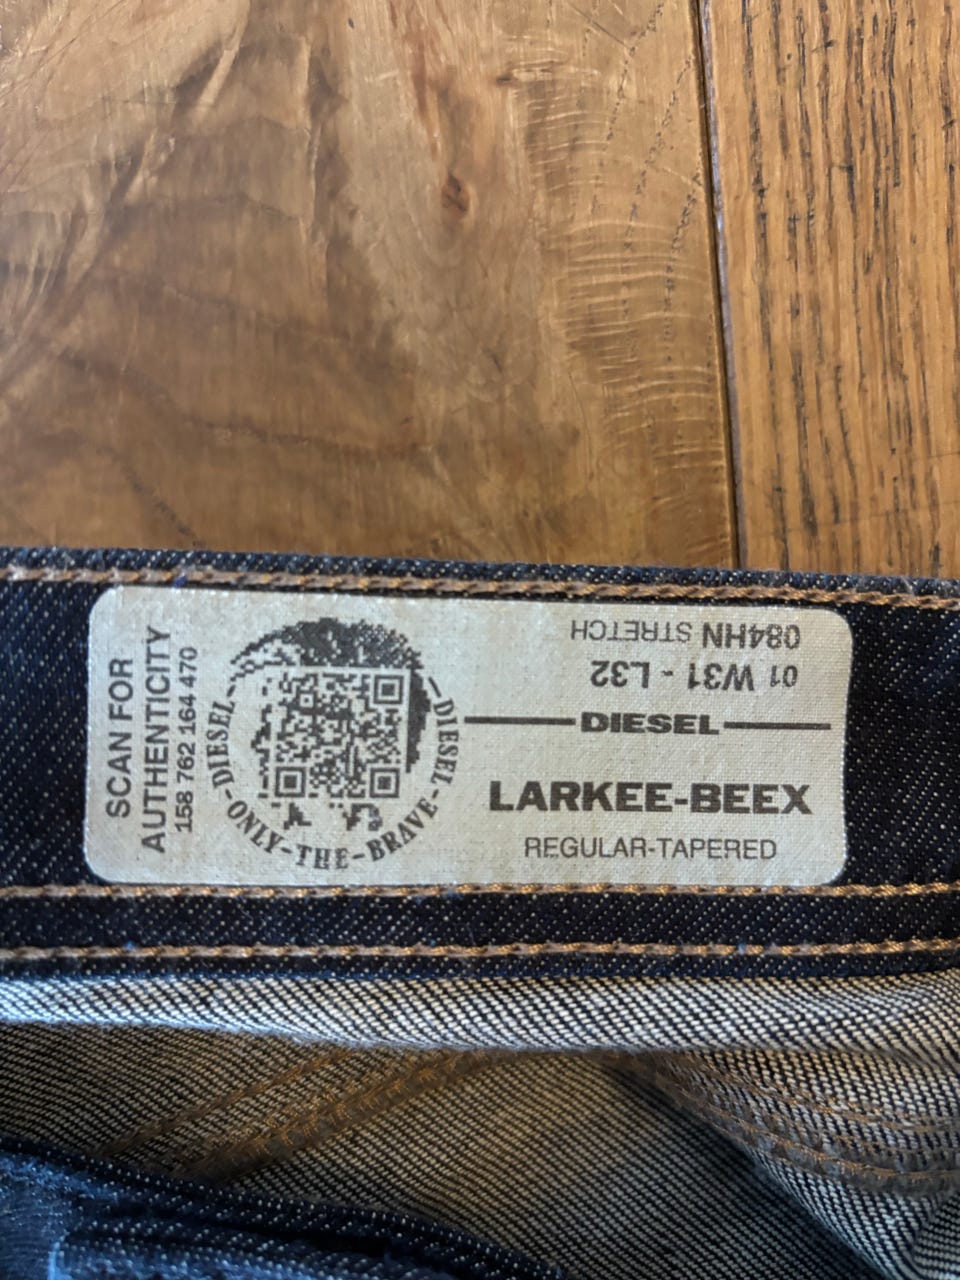 SCAN FOR
AUTHENTICITY
158 762 164 470
DIESEL-ONLY-THE-BRAVE-DIESEL
084HN STRETCH
01 W31 - L32
DIESEL
LARKEE-BEEX
REGULAR-TAPERED